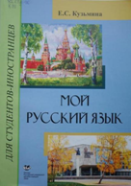 Е.С. Кузьмина
МОЙ
РУССКИЙ ЯЗЫК
ДЛЯ СТУДЕНТОВ-ИНОСТРАНЦЕВ